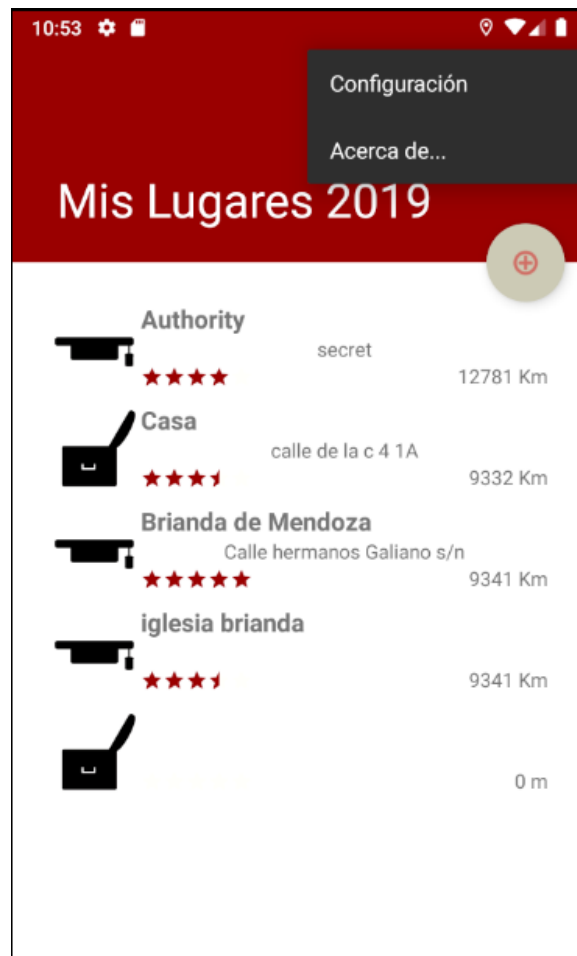 10:53
Configuración
Acerca de...
Mis Lugares 2019
Authority
secret
12781 Km
Casa
calle de la c 4 1A
9332 Km
Brianda de Mendoza
Calle hermanos Galiano s/n
9341 Km
iglesia brianda
9341 Km
0 m